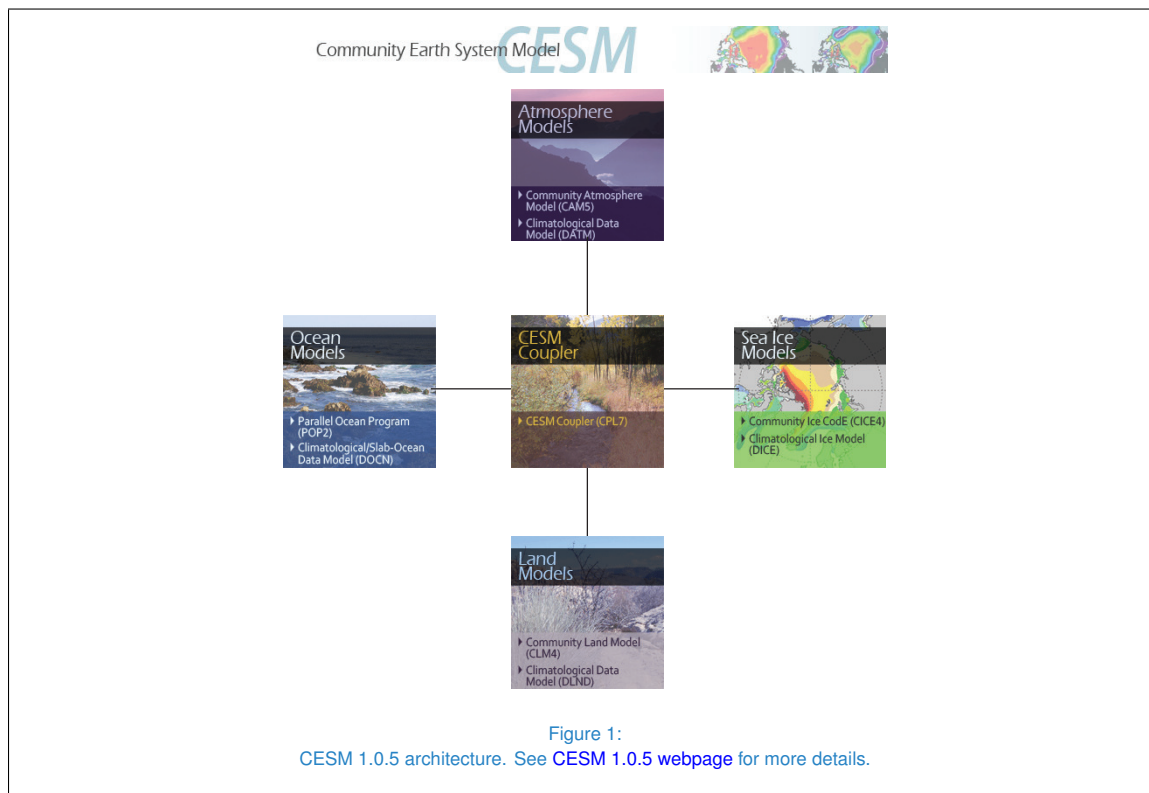 Community Earth System Model CESM
Atmosphere
Models
Community Atmosphere
Model (CAM5)
Climatological Data
Model (DATM)
Ocean
Models
Parallel Ocean Program
(POP2)
Climatological/Slab-Ocean
Data Model (DOCN)
CESM
Coupler
CESM Coupler (CPL7)
Sea Ice
Models
Community Ice CodE (CICE4)
Climatological Ice Model
(DICE)
Land
Models
Community Land Model
(CLM4)
Climatological Data
Model (DLND)
Figure 1:
CESM 1.0.5 architecture. See CESM 1.0.5 webpage for more details.